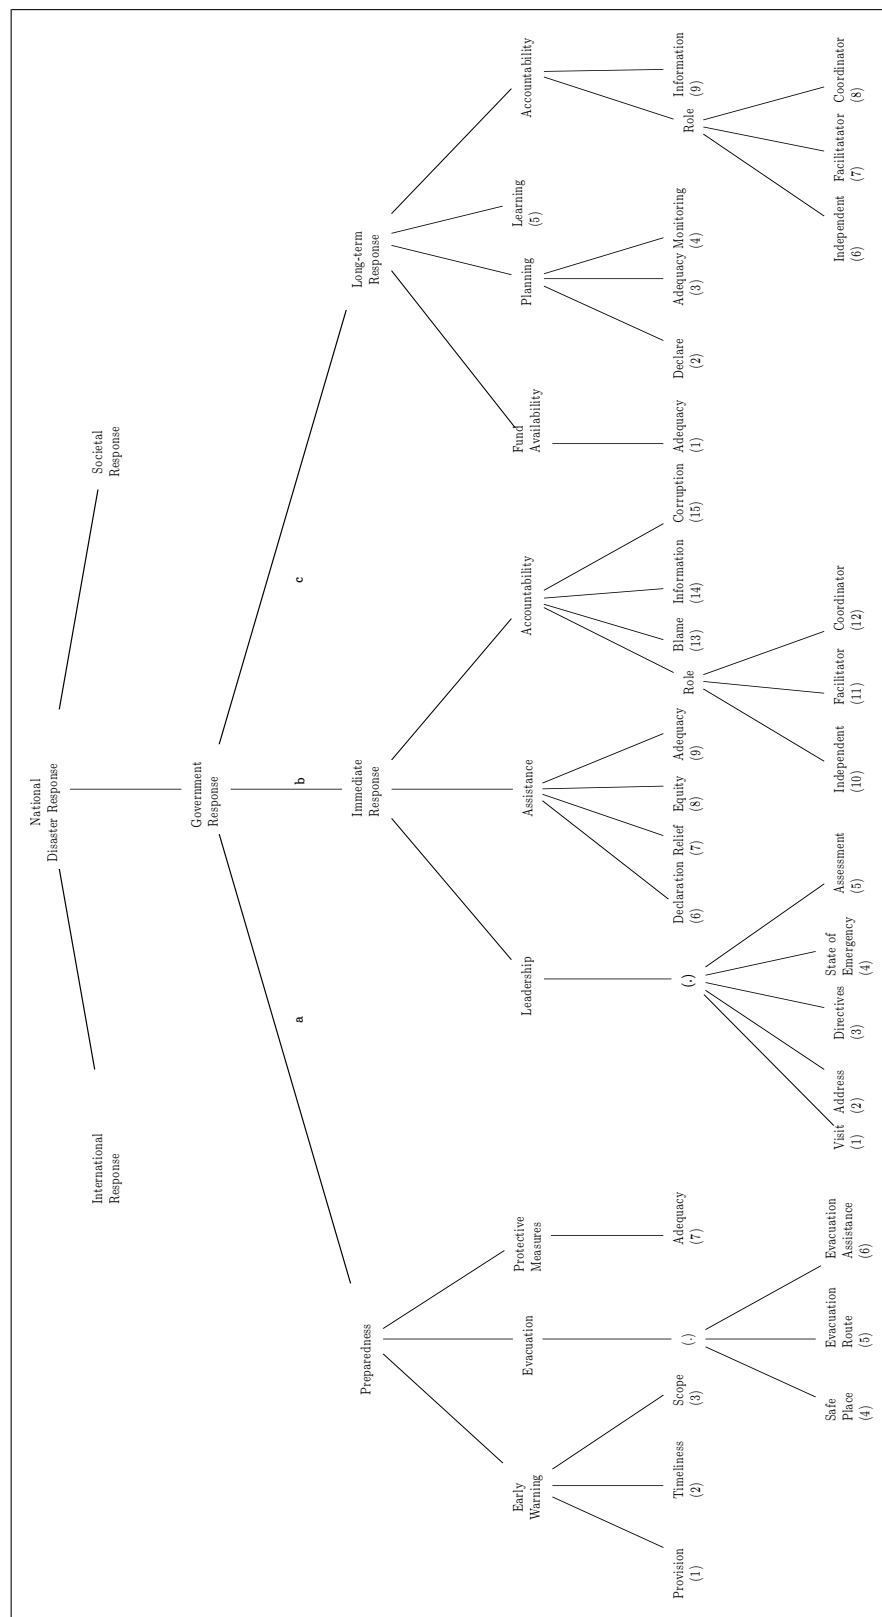 National
Disaster Response
International
Response
Societal
Response
Government
Response
a
b
c
Preparedness
Immediate
Response
Long-term
Response
Early
Warning
Evacuation
Protective
Measures
Leadership
Assistance
Accountability
Fund
Availability
Planning
Learning
(5)
Accountability
Provision
(1)
Timeliness
(2)
Scope
(3)
(.)
Adequacy
(7)
(.)
Declaration
(6)
Relief
(7)
Equity
(8)
Adequacy
(9)
Role
Blame
(13)
Information
(14)
Corruption
(15)
Adequacy
(1)
Declare
(2)
Adequacy
(3)
Monitoring
(4)
Role
Information
(9)
Safe
Place
(4)
Evacuation
Route
(5)
Evacuation
Assistance
(6)
Visit
(1)
Address
(2)
Directives
(3)
State of
Emergency
(4)
Assessment
(5)
Independent
(10)
Facilitator
(11)
Coordinator
(12)
Independent
(6)
Facilitatator
(7)
Coordinator
(8)